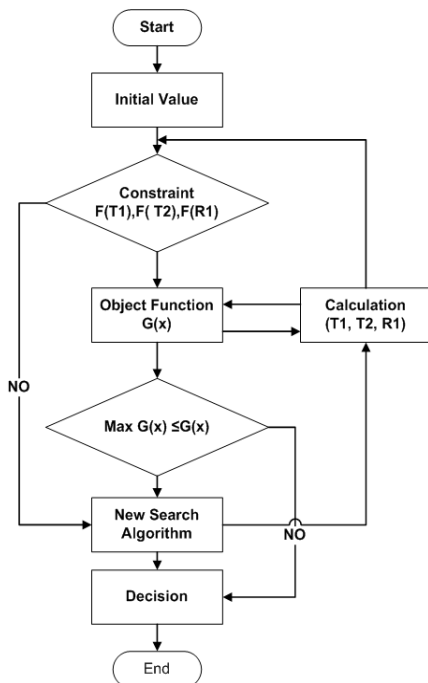 Start
Initial Value
Constraint
F(T1),F( T2),F(R1)
Object Function
G(x)
Calculation
(T1, T2, R1)
NO
Max G(x) ≤G(x)
New Search
Algorithm
NO
Decision
End